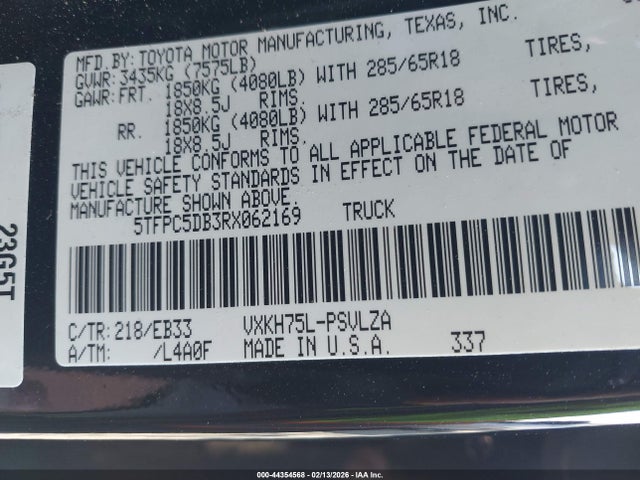 MFD.BY: TOYOTA MOTOR MANUFACTURING, TEXAS, INC.
GVWR: 3435KG (7575LB)
GAWR: FRT. 1850KG (4080LB) WITH 285/65R18 TIRES,
18X8.5J RIMS.
RR. 1850KG (4080LB) WITH 285/65R18 TIRES,
18X8.5J RIMS.
THIS VEHICLE CONFORMS TO ALL APPLICABLE FEDERAL MOTOR
VEHICLE SAFETY STANDARDS IN EFFECT ON THE DATE OF
MANUFACTURE SHOWN ABOVE.
5TFPC5DB3RX062169 TRUCK
C/TR: 218/EB33 VXKH75L-PSVLZA
A/TM: /L4A0F MADE IN U.S.A. 337
23G5T
000-44354568 - 02/13/2026 - IAAI.COM